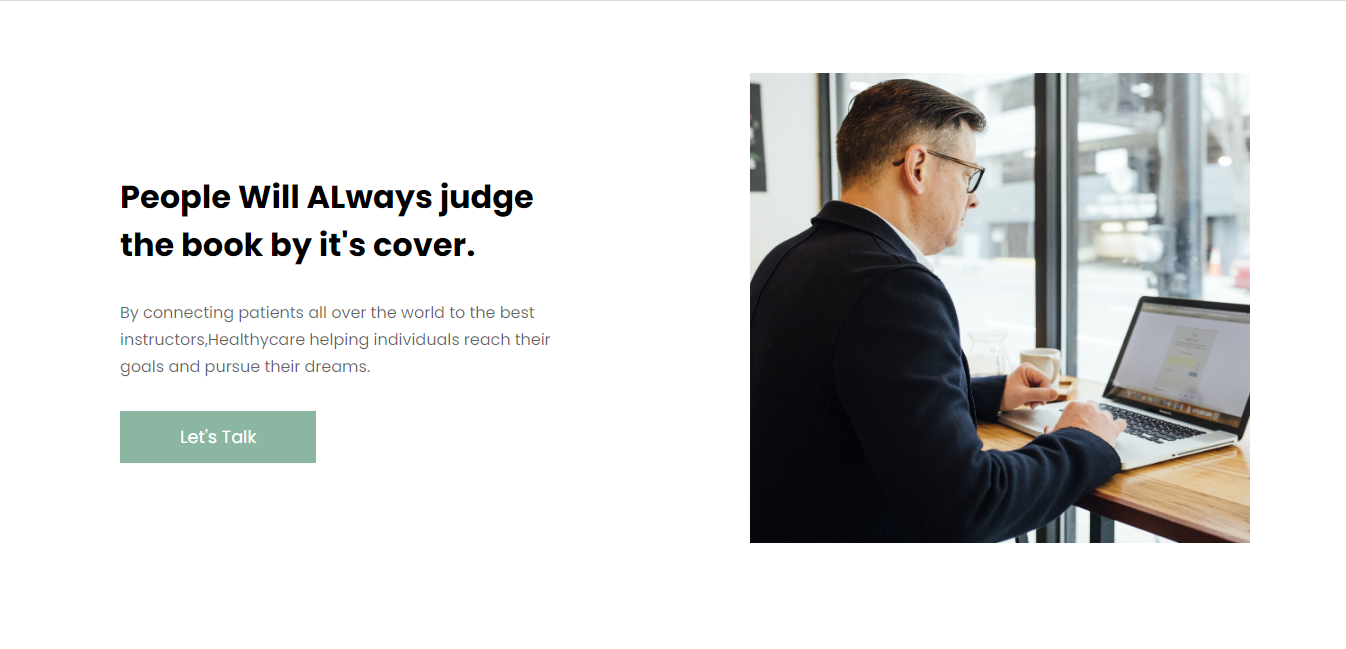 People Will ALways judge
the book by it's cover.
By connecting patients all over the world to the best
instructors,Healthycare helping individuals reach their
goals and pursue their dreams.
Let's Talk